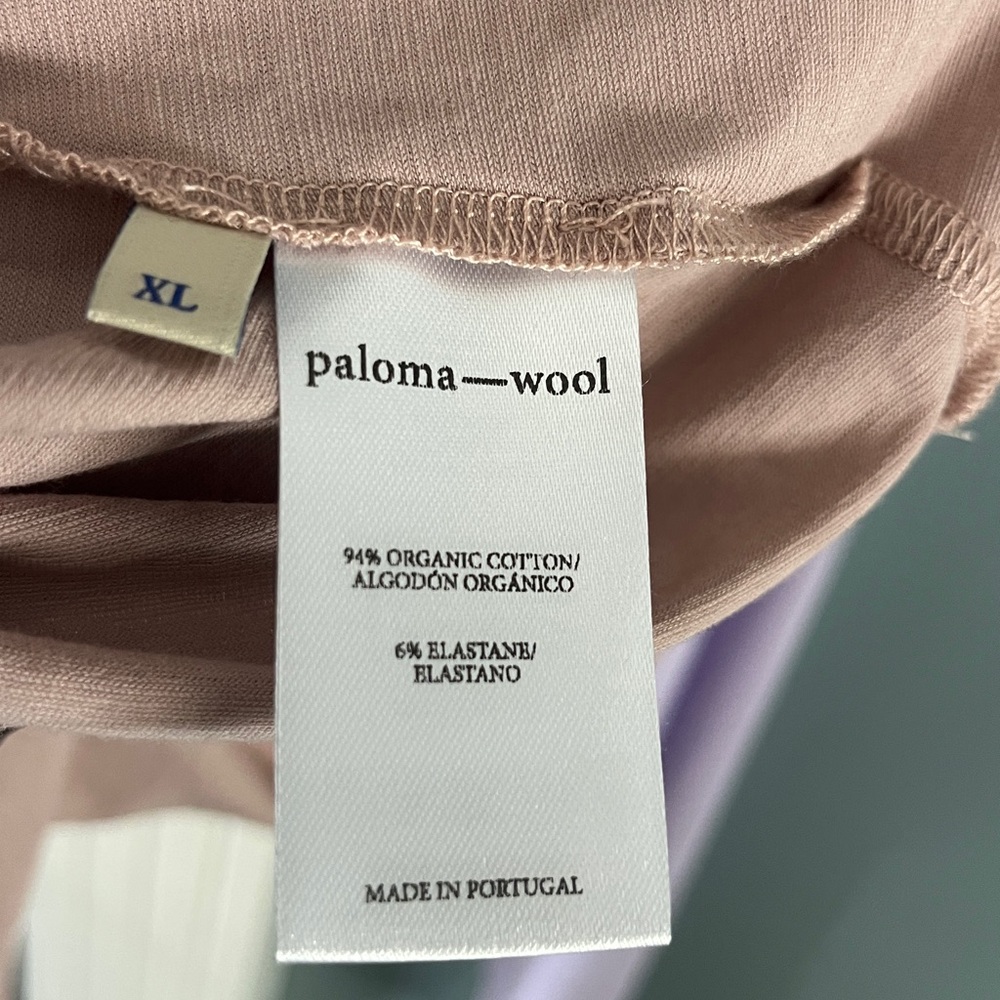 XL
paloma—wool
94% ORGANIC COTTON/
ALGODÓN ORGÁNICO
6% ELASTANE/
ELASTANO
MADE IN PORTUGAL